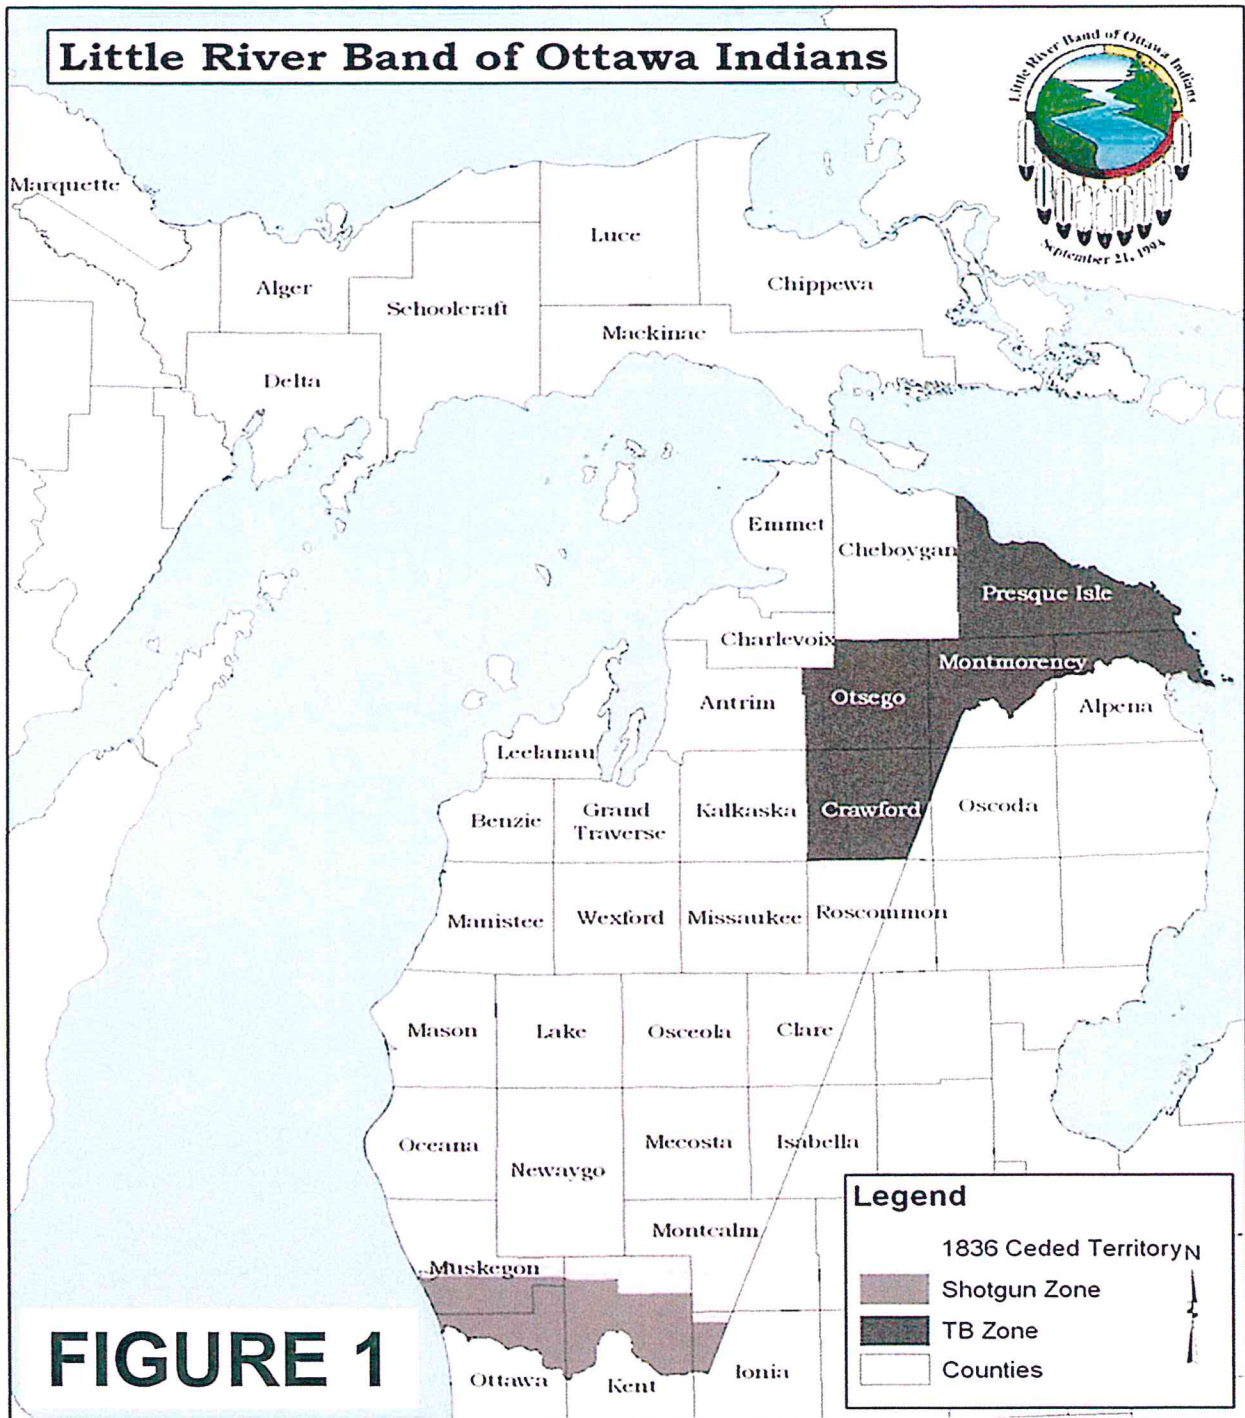 Little River Band of Ottawa Indians
Little River Band of Ottawa Indians
September 21, 1994
Marquette
Luce
Alger
Chippewa
Schoolcraft
Mackinac
Delta
Emmet
Cheboygan
Presque Isle
Charlevoix
Montmorency
Antrim
Otsego
Alpena
Leelanau
Benzie
Grand
Traverse
Kalkaska
Crawford
Oscoda
Manistee
Wexford
Missaukee
Roscommon
Mason
Lake
Osceola
Clare
Oceana
Newaygo
Mecosta
Isabella
Montcalm
Muskegon
Ottawa
Kent
Ionia
Legend
1836 Ceded Territory
N
Shotgun Zone
TB Zone
Counties
FIGURE 1